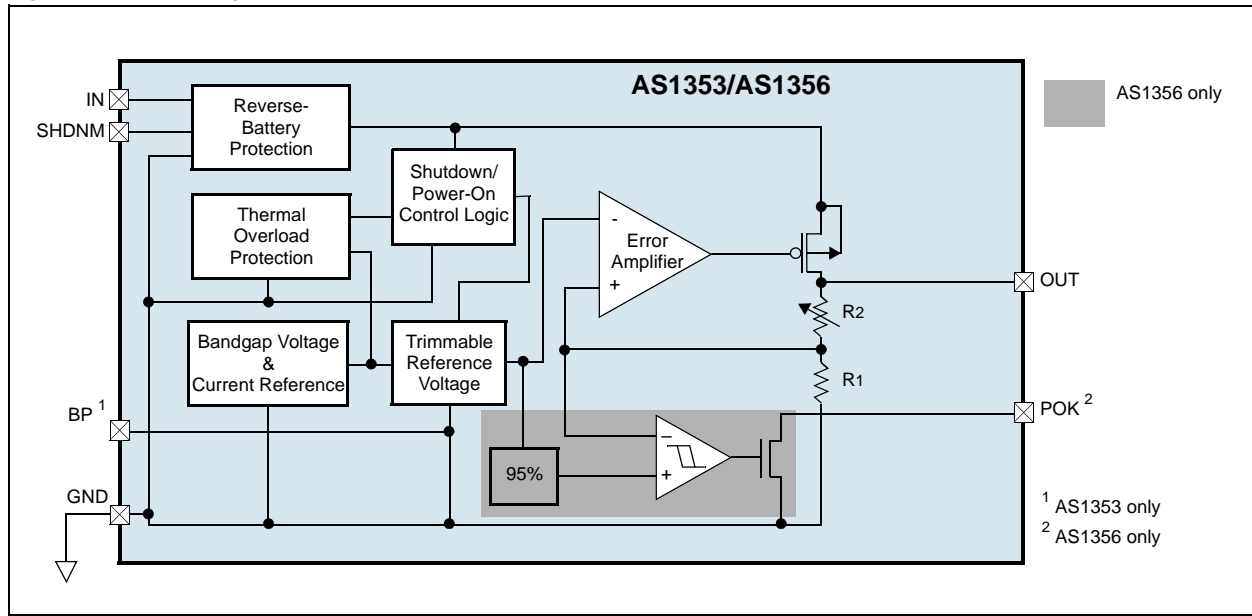 AS1353/AS1356
AS1356 only
IN
SHDNM
Reverse-
Battery
Protection
Shutdown/
Power-On
Control Logic
Thermal
Overload
Protection
-
Error
Amplifier
+
OUT
R2
Bandgap Voltage
&
Current Reference
Trimmable
Reference
Voltage
R1
BP 1
POK 2
–
95%
+
GND
1 AS1353 only
2 AS1356 only